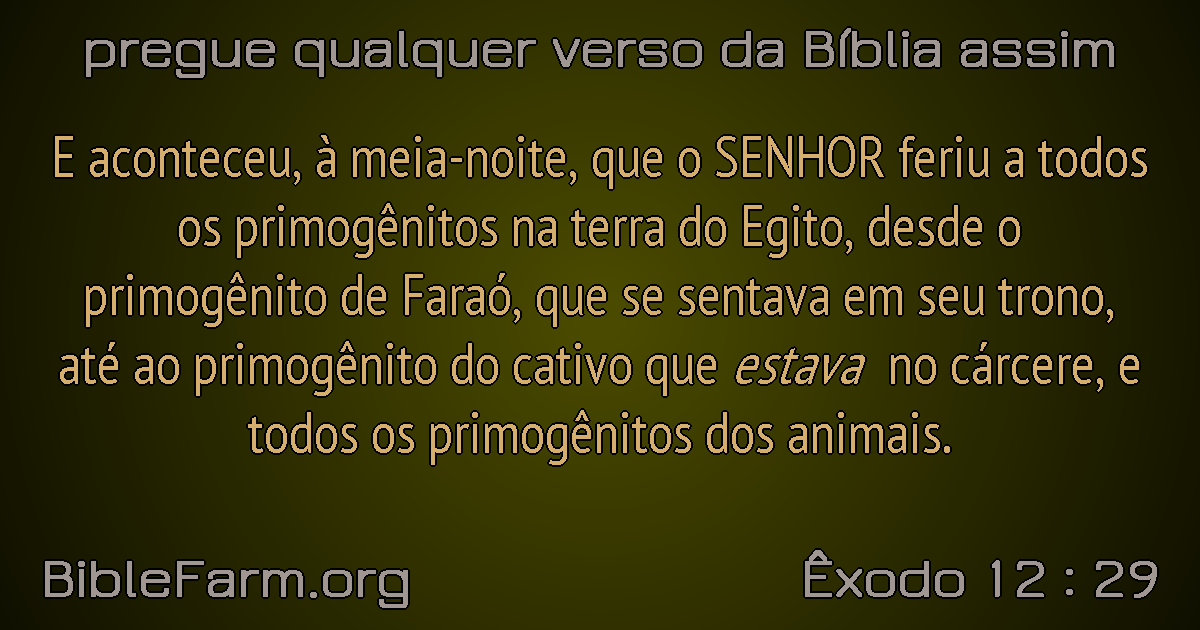 pregue qualquer verso da Bíblia assim
E aconteceu, à meia-noite, que o SENHOR feriu a todos
os primogênitos na terra do Egito, desde o
primogênito de Faraó, que se sentava em seu trono,
até ao primogênito do cativo que estava no cárcere, e
todos os primogênitos dos animais.
BibleFarm.org
Êxodo 12 : 29